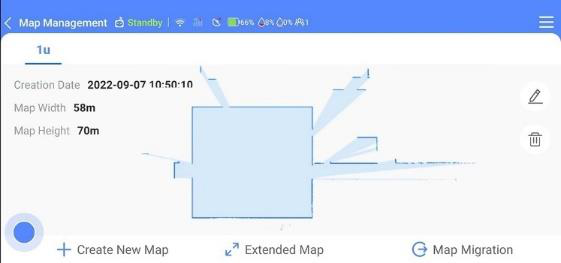 Map Management Standby 66% 8% 0% 1
1u
Creation Date 2022-09-07 10:50:10
Map Width 58m
Map Height 70m
Create New Map Extended Map Map Migration